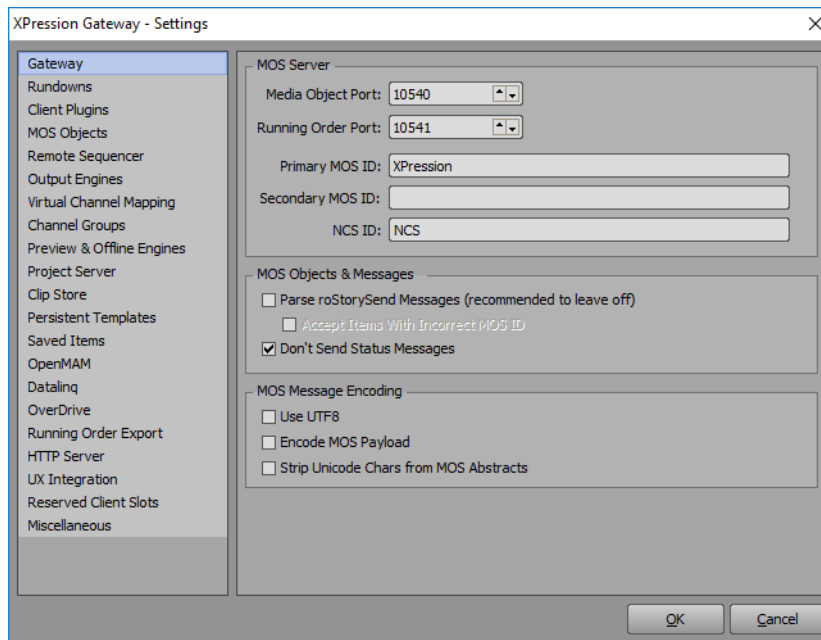 XPression Gateway - Settings
Gateway
Rundowns
Client Plugins
MOS Objects
Remote Sequencer
Output Engines
Virtual Channel Mapping
Channel Groups
Preview & Offline Engines
Project Server
Clip Store
Persistent Templates
Saved Items
OpenMAM
Datalinq
OverDrive
Running Order Export
HTTP Server
UX Integration
Reserved Client Slots
Miscellaneous
MOS Server
Media Object Port: 10540
Running Order Port: 10541
Primary MOS ID: XPression
Secondary MOS ID:
NCS ID: NCS
MOS Objects & Messages
Parse roStorySend Messages (recommended to leave off)
Accept Items With Incorrect MOS ID
Don't Send Status Messages
MOS Message Encoding
Use UTF8
Encode MOS Payload
Strip Unicode Chars from MOS Abstracts
OK Cancel